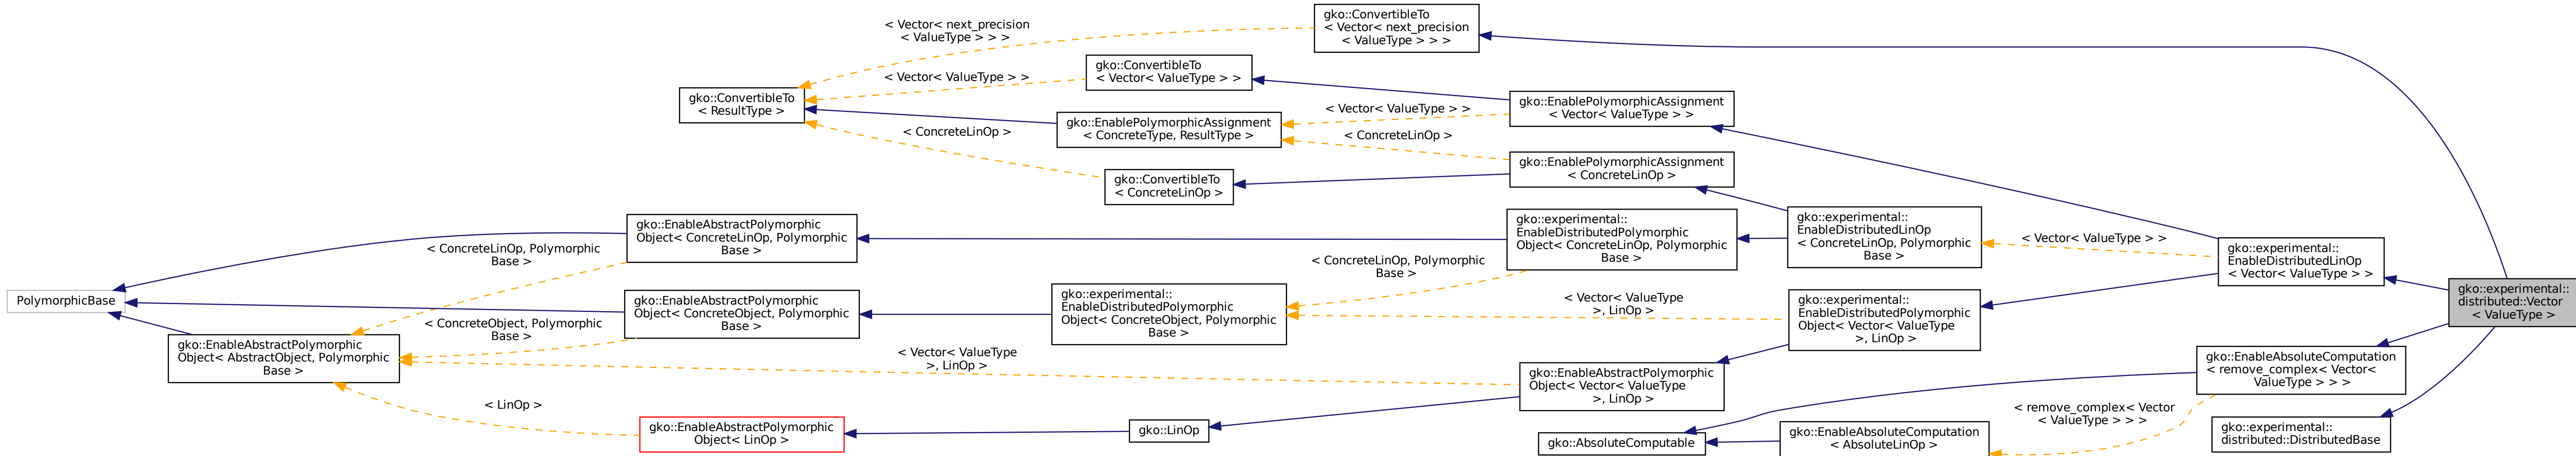 gko::ConvertibleTo
< Vector< next_precision
< ValueType > > >
< Vector< next_precision
< ValueType > > >
gko::ConvertibleTo
< Vector< ValueType > >
< Vector< ValueType > >
gko::ConvertibleTo
< ResultType >
gko::EnablePolymorphicAssignment
< Vector< ValueType > >
< Vector< ValueType > >
gko::EnablePolymorphicAssignment
< ConcreteType, ResultType >
< ConcreteLinOp >
< ConcreteLinOp >
gko::EnablePolymorphicAssignment
< ConcreteLinOp >
gko::ConvertibleTo
< ConcreteLinOp >
gko::EnableAbstractPolymorphic
Object< ConcreteLinOp, Polymorphic
Base >
gko::experimental::
EnableDistributedPolymorphic
Object< ConcreteLinOp, Polymorphic
Base >
gko::experimental::
EnableDistributedLinOp
< ConcreteLinOp, Polymorphic
Base >
< Vector< ValueType > >
gko::experimental::
EnableDistributedLinOp
< Vector< ValueType > >
< ConcreteLinOp, Polymorphic
Base >
< ConcreteLinOp, Polymorphic
Base >
PolymorphicBase
gko::EnableAbstractPolymorphic
Object< ConcreteObject, Polymorphic
Base >
gko::experimental::
EnableDistributedPolymorphic
Object< ConcreteObject, Polymorphic
Base >
< Vector< ValueType
>, LinOp >
gko::experimental::
EnableDistributedPolymorphic
Object< Vector< ValueType
>, LinOp >
gko::experimental::
distributed::Vector
< ValueType >
< ConcreteObject, Polymorphic
Base >
gko::EnableAbstractPolymorphic
Object< AbstractObject, Polymorphic
Base >
< Vector< ValueType
>, LinOp >
gko::EnableAbstractPolymorphic
Object< Vector< ValueType
>, LinOp >
gko::EnableAbsoluteComputation
< remove_complex< Vector<
ValueType > > >
< LinOp >
gko::EnableAbstractPolymorphic
Object< LinOp >
gko::LinOp
gko::AbsoluteComputable
gko::EnableAbsoluteComputation
< AbsoluteLinOp >
< remove_complex< Vector
< ValueType > > >
gko::experimental::
distributed::DistributedBase